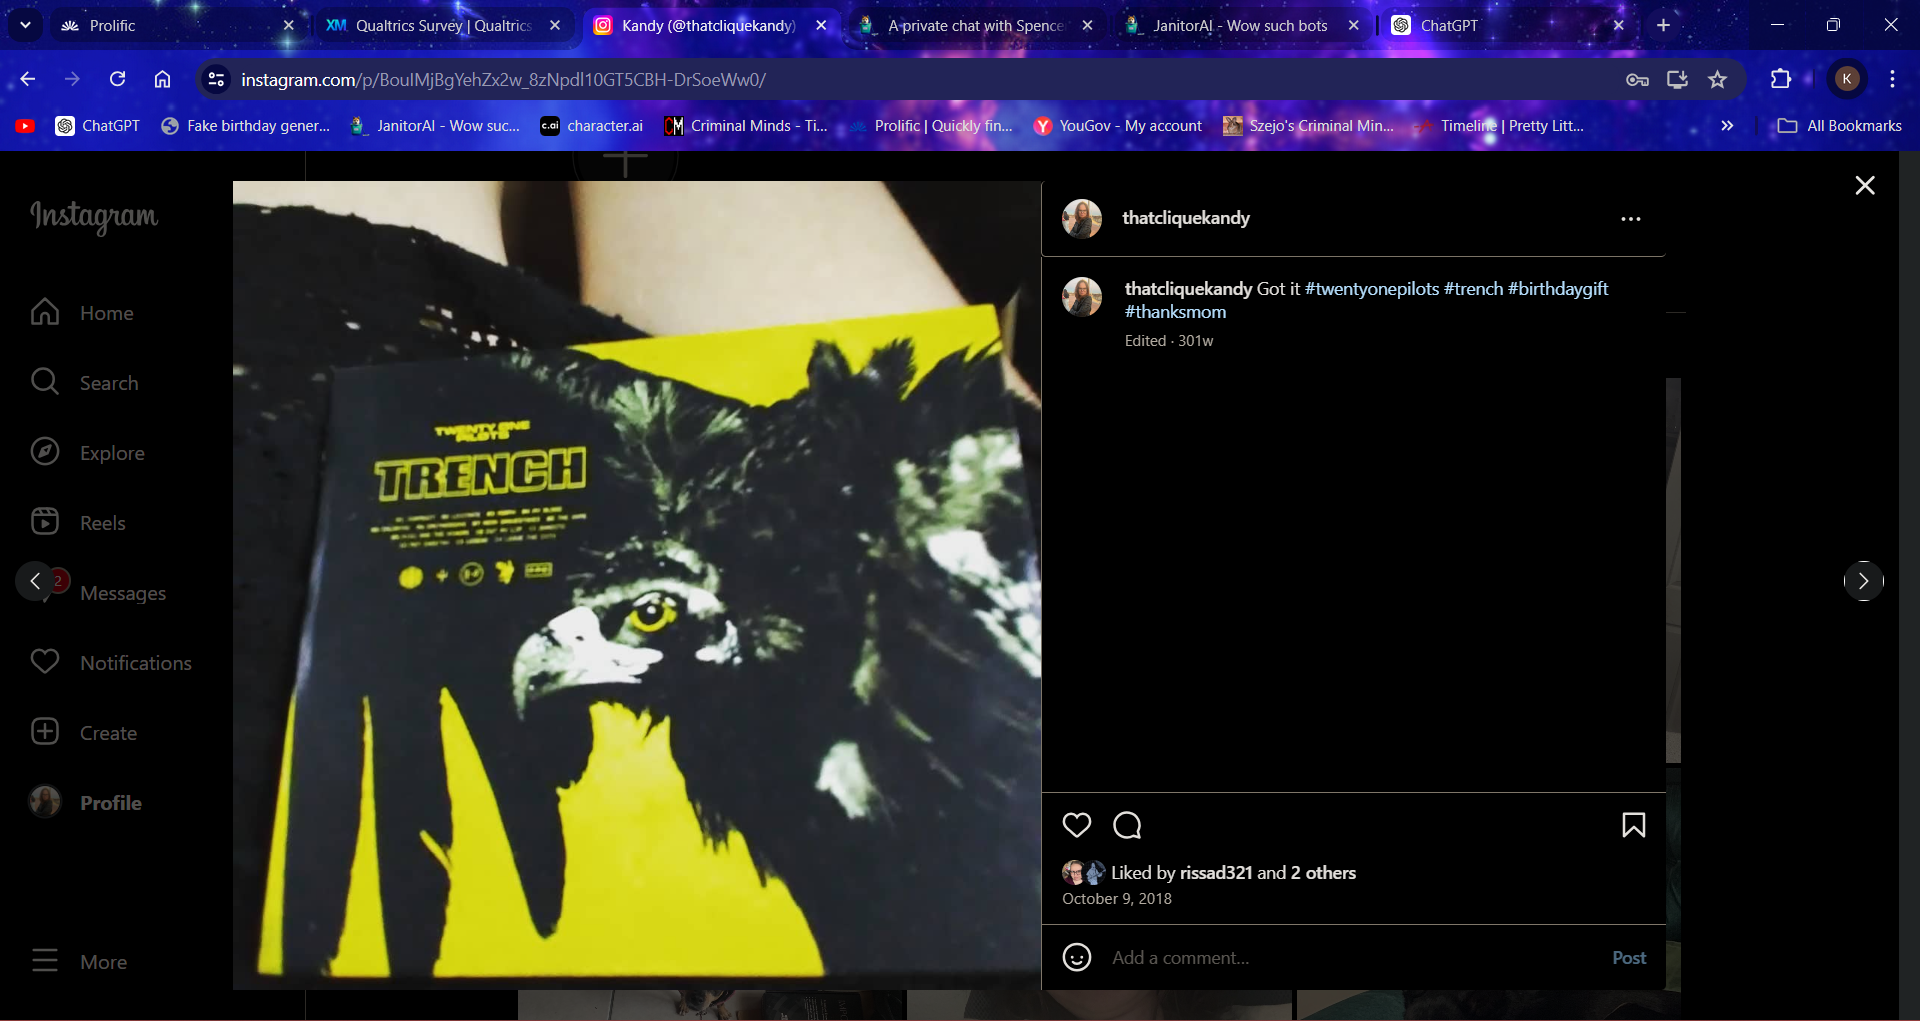 Prolific
Qualtrics Survey | Qualtrics
Kandy (@thatcliquekandy)
A private chat with Spence
JanitorAI - Wow such bots
ChatGPT
instagram.com/p/BoulMjBgYehZx2w_8zNpdl10GT5CBH-DrSoeWw0/
K
ChatGPT
Fake birthday gener...
JanitorAI - Wow suc...
c.ai character.ai
CM Criminal Minds - Ti...
Prolific | Quickly fin...
YouGov - My account
Szejo's Criminal Min...
Timeline | Pretty Litt...
All Bookmarks
Instagram
Home
Search
Explore
Reels
2
Messages
Notifications
Create
Profile
More
TWENTY ONE
PILOTS
TRENCH
thatcliquekandy
thatcliquekandy Got it #twentyonepilots #trench #birthdaygift
#thanksmom
Edited · 301w
Liked by rissad321 and 2 others
October 9, 2018
Add a comment...
Post